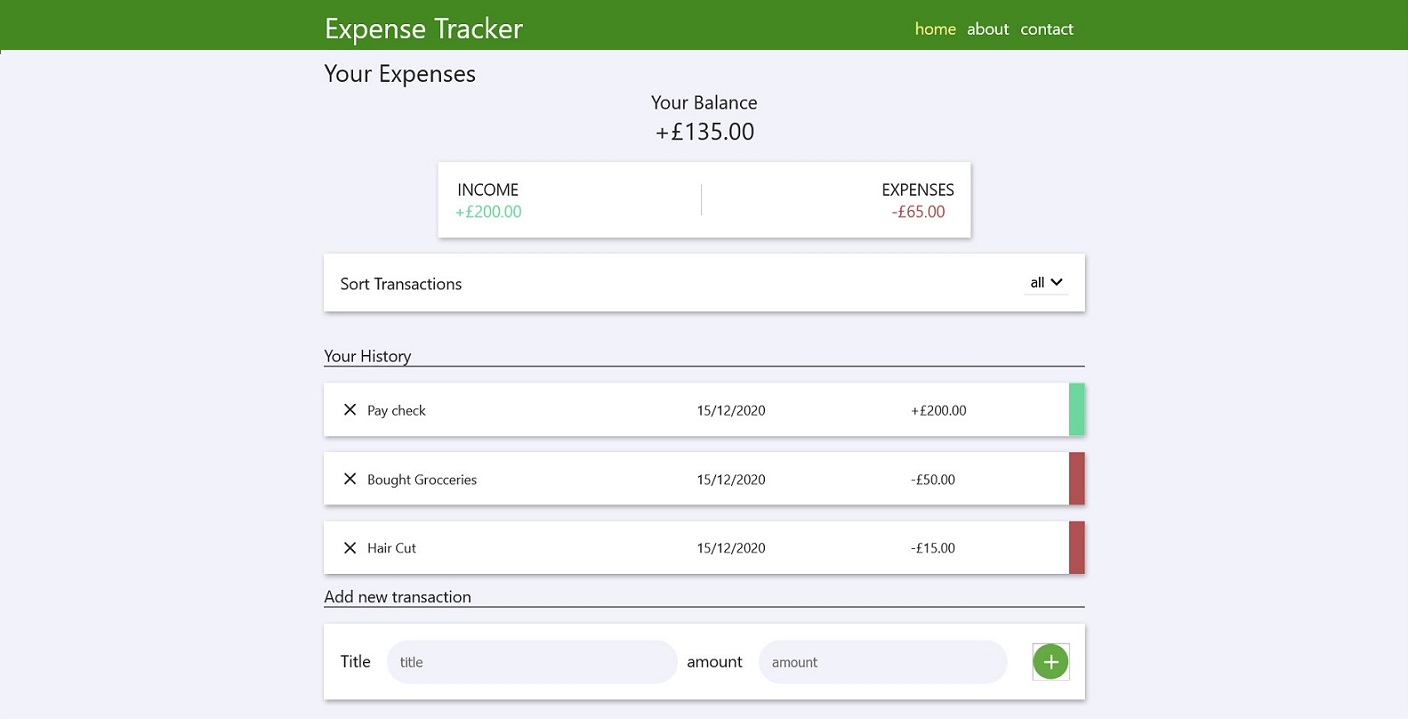 Expense Tracker
home about contact
Your Expenses
Your Balance
+£135.00
INCOME EXPENSES
+£200.00 -£65.00
Sort Transactions all
Your History
Pay check 15/12/2020 +£200.00
Bought Grocceries 15/12/2020 -£50.00
Hair Cut 15/12/2020 -£15.00
Add new transaction
Title title amount amount